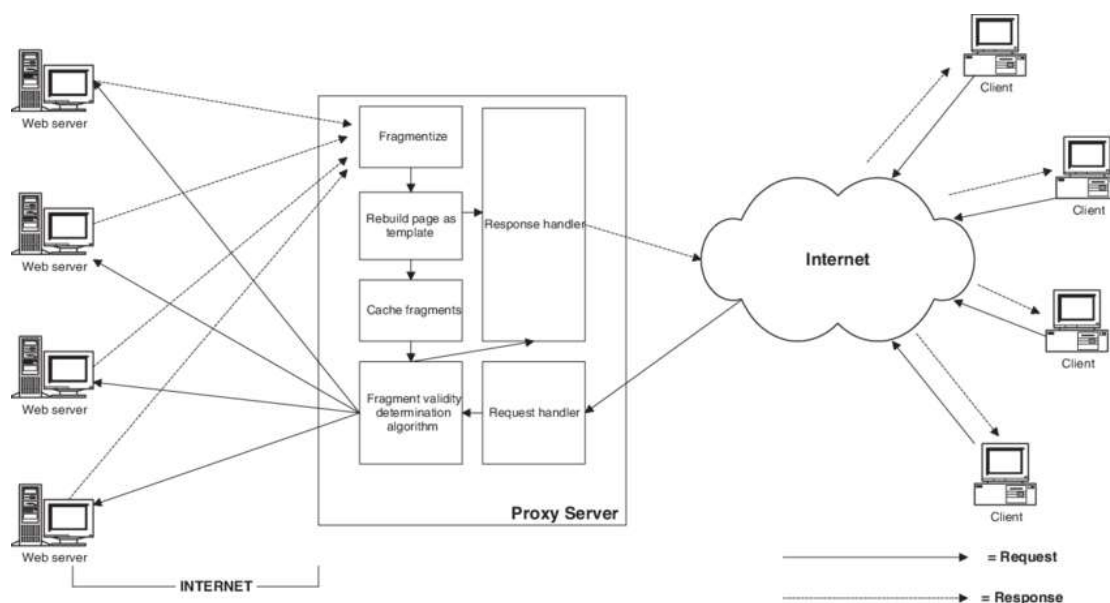 Web server
Web server
Web server
Web server
INTERNET
Fragmentize
Rebuild page as
template
Cache fragments
Fragment validity
determination
algorithm
Response handler
Request handler
Proxy Server
Internet
Client
Client
Client
Client
= Request
= Response